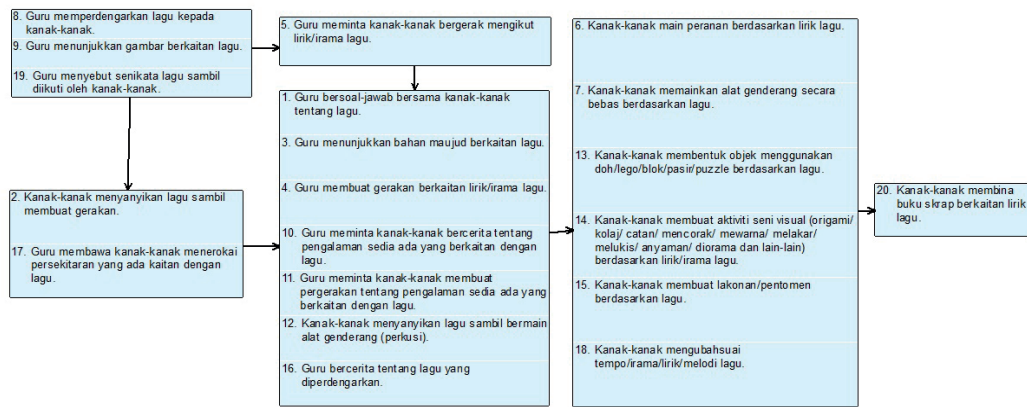 8. Guru memperdengarkan lagu kepada
kanak-kanak.
9. Guru menunjukkan gambar berkaitan lagu.
19. Guru menyebut senikata lagu sambil
diikuti oleh kanak-kanak.
5. Guru meminta kanak-kanak bergerak mengikut
lirik/irama lagu.
2. Kanak-kanak menyanyikan lagu sambil
membuat gerakan.
17. Guru membawa kanak-kanak menerokai
persekitaran yang ada kaitan dengan
lagu.
1. Guru bersoal-jawab bersama kanak-kanak
tentang lagu.
3. Guru menunjukkan bahan maujud berkaitan lagu.
4. Guru membuat gerakan berkaitan lirik/irama lagu.
10. Guru meminta kanak-kanak bercerita tentang
pengalaman sedia ada yang berkaitan dengan
lagu.
11. Guru meminta kanak-kanak membuat
pergerakan tentang pengalaman sedia ada yang
berkaitan dengan lagu.
12. Kanak-kanak menyanyikan lagu sambil bermain
alat genderang (perkusi).
16. Guru bercerita tentang lagu yang
diperdengarkan.
6. Kanak-kanak main peranan berdasarkan lirik lagu.
7. Kanak-kanak memainkan alat genderang secara
bebas berdasarkan lagu.
13. Kanak-kanak membentuk objek menggunakan
doh/lego/blok/pasir/puzzle berdasarkan lagu.
14. Kanak-kanak membuat aktiviti seni visual (origami/
kolaj/ catan/ mencorak/ mewarna/ melakar/
melukis/ anyaman/ diorama dan lain-lain)
berdasarkan lirik/irama lagu.
15. Kanak-kanak membuat lakonan/pentomen
berdasarkan lagu.
18. Kanak-kanak mengubahsuai
tempo/irama/lirik/melodi lagu.
20. Kanak-kanak membina
buku skrap berkaitan lirik
lagu.